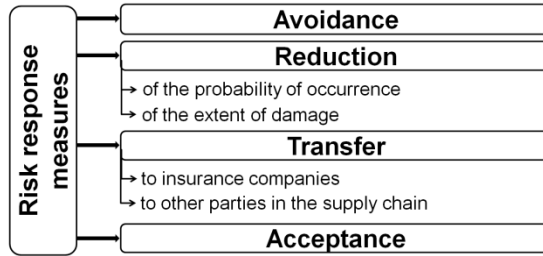 Risk response
measures
Avoidance
Reduction
of the probability of occurrence
of the extent of damage
Transfer
to insurance companies
to other parties in the supply chain
Acceptance